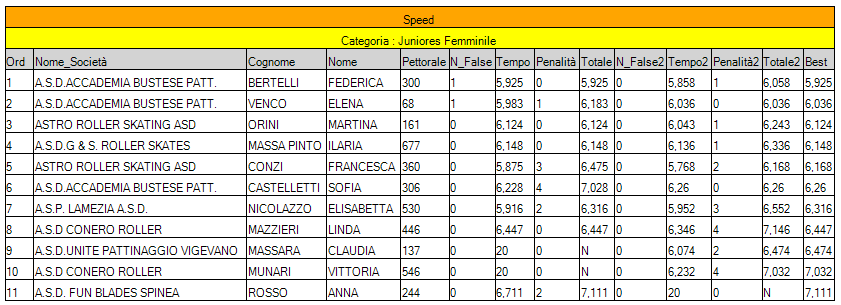 Speed
Categoria : Juniores Femminile
Ord Nome_Società Cognome Nome Pettorale N_False Tempo Penalità Totale N_False2 Tempo2 Penalità2 Totale2 Best
1 A.S.D.ACCADEMIA BUSTESE PATT. BERTELLI FEDERICA 300 1 5,925 0 5,925 0 5,858 1 6,058 5,925
2 A.S.D.ACCADEMIA BUSTESE PATT. VENCO ELENA 68 1 5,983 1 6,183 0 6,036 0 6,036 6,036
3 ASTRO ROLLER SKATING ASD ORINI MARTINA 161 0 6,124 0 6,124 0 6,043 1 6,243 6,124
4 A.S.D.G & S. ROLLER SKATES MASSA PINTO ILARIA 677 0 6,148 0 6,148 0 6,136 1 6,336 6,148
5 ASTRO ROLLER SKATING ASD CONZI FRANCESCA 360 0 5,875 3 6,475 0 5,768 2 6,168 6,168
6 A.S.D.ACCADEMIA BUSTESE PATT. CASTELLETTI SOFIA 306 0 6,228 4 7,028 0 6,26 0 6,26 6,26
7 A.S.P. LAMEZIA A.S.D. NICOLAZZO ELISABETTA 530 0 5,916 2 6,316 0 5,952 3 6,552 6,316
8 A.S.D CONERO ROLLER MAZZIERI LINDA 446 0 6,447 0 6,447 0 6,346 4 7,146 6,447
9 A.S.D.UNITE PATTINAGGIO VIGEVANO MASSARA CLAUDIA 137 0 20 0 N 0 6,074 2 6,474 6,474
10 A.S.D CONERO ROLLER MUNARI VITTORIA 546 0 20 0 N 0 6,232 4 7,032 7,032
11 A.S.D. FUN BLADES SPINEA ROSSO ANNA 244 0 6,711 2 7,111 0 20 0 N 7,111